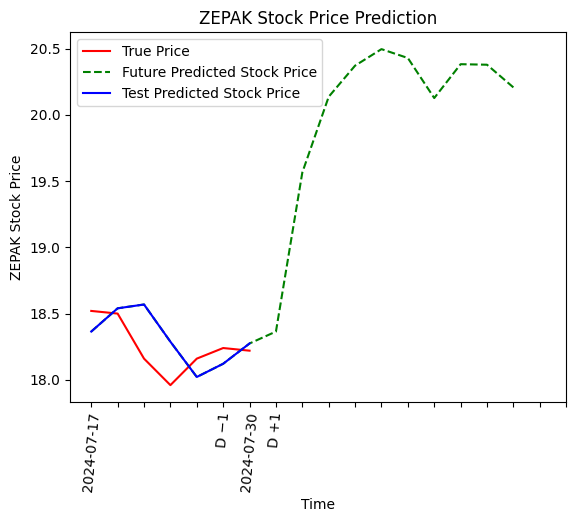 ZEPAK Stock Price Prediction
True Price
Future Predicted Stock Price
Test Predicted Stock Price
ZEPAK Stock Price
20.5
20.0
19.5
19.0
18.5
18.0
2024-07-17
D −1
2024-07-30
D +1
Time